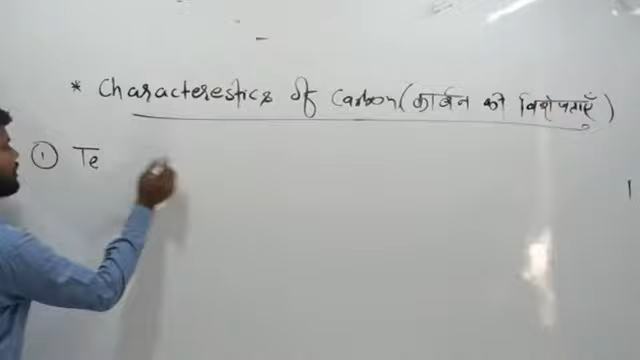 * Characterestics of Carbon (कार्बन की विशेषताएँ)
① Te